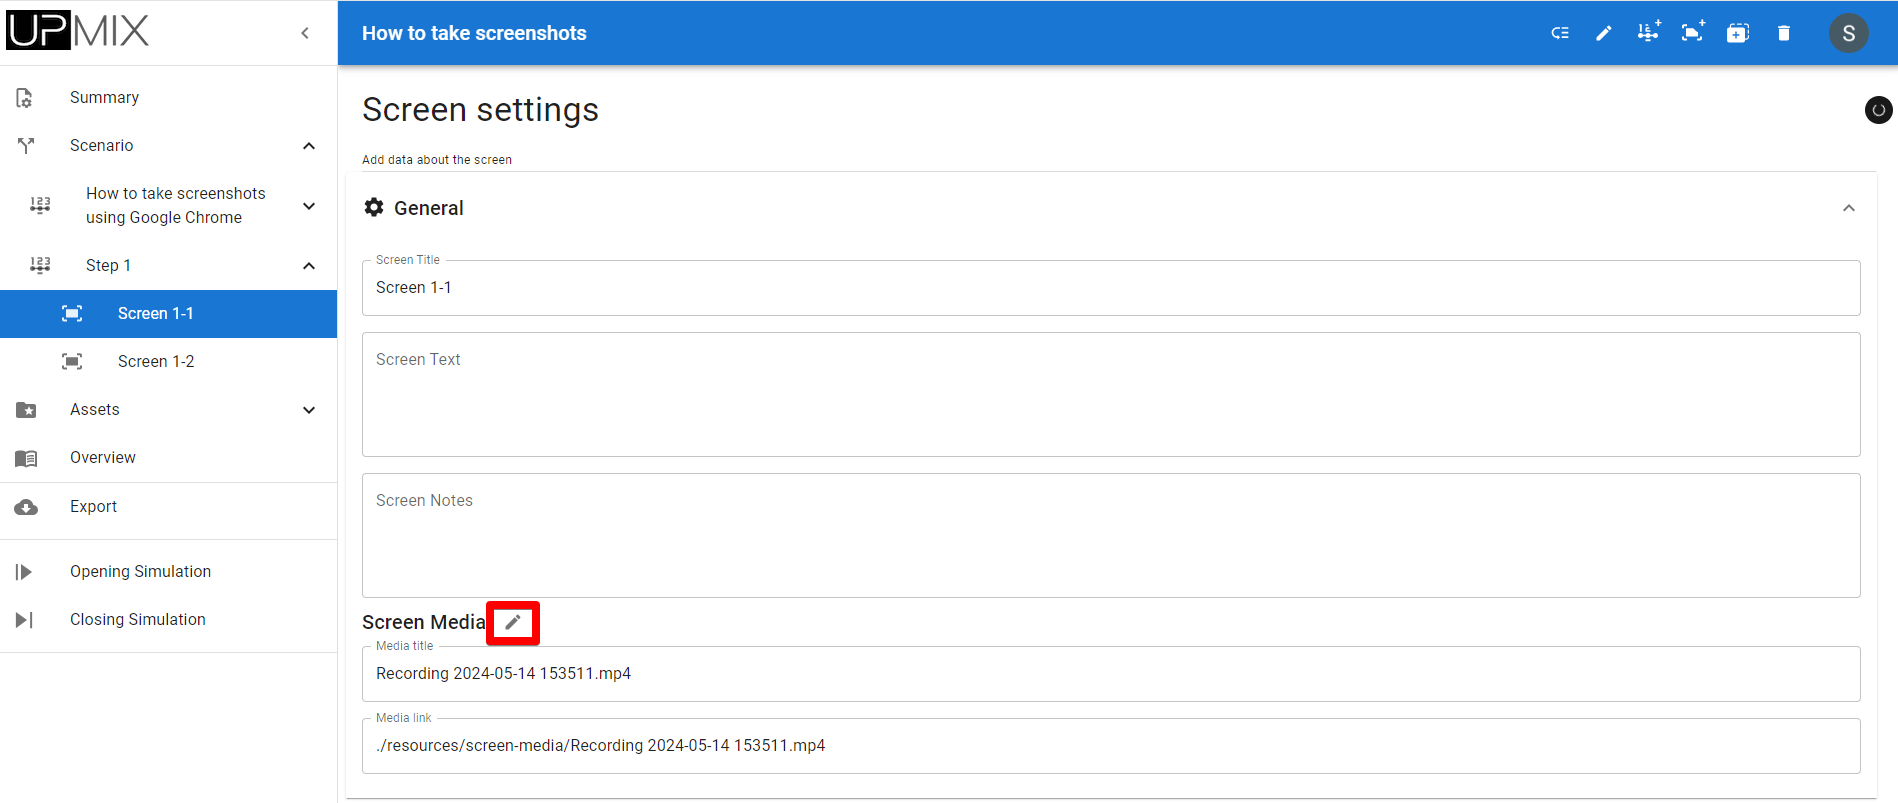 UPMIX
How to take screenshots
S
Summary
Scenario
123
How to take screenshots
using Google Chrome
123
Step 1
Screen 1-1
Screen 1-2
Assets
Overview
Export
Opening Simulation
Closing Simulation
Screen settings
Add data about the screen
General
Screen Title
Screen 1-1
Screen Text
Screen Notes
Screen Media
Media title
Recording 2024-05-14 153511.mp4
Media link
./resources/screen-media/Recording 2024-05-14 153511.mp4